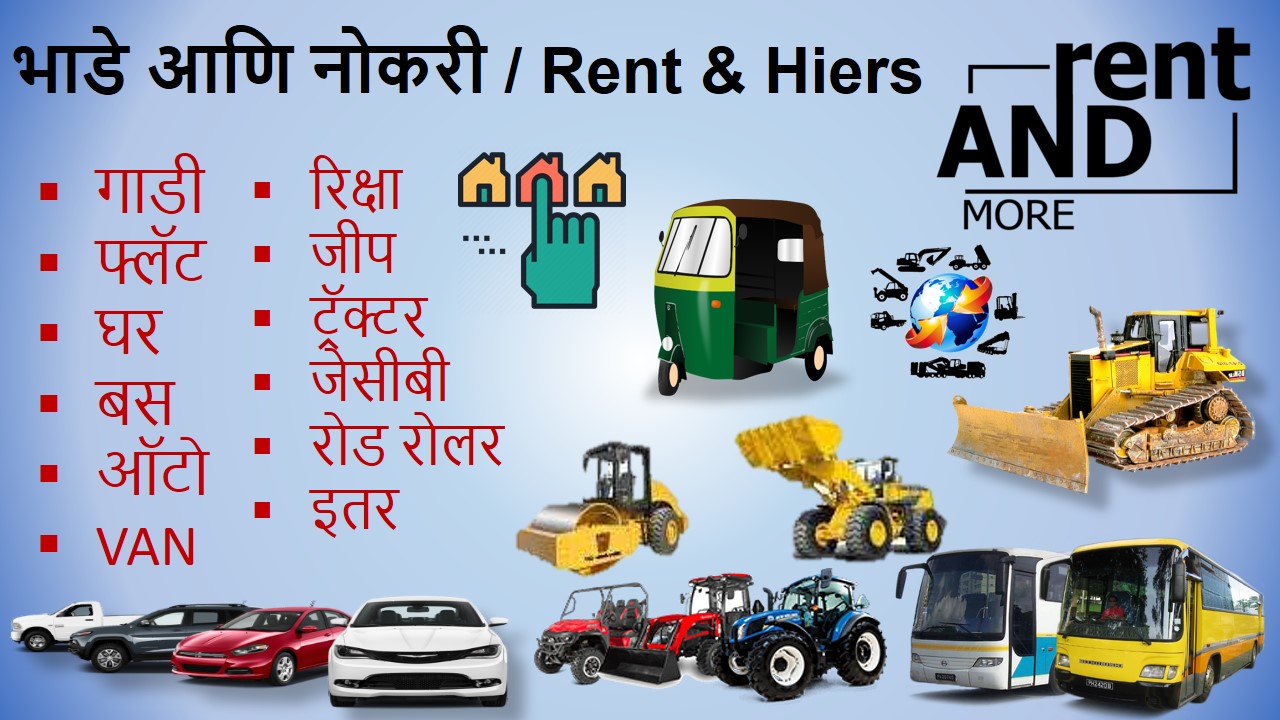 भाडे आणि नोकरी / Rent & Hiers
rent
AND
MORE
▪ गाडी
▪ फ्लॅट
▪ घर
▪ बस
▪ ऑटो
▪ VAN
▪ रिक्षा
▪ जीप
▪ ट्रॅक्टर
▪ जेसीबी
▪ रोड रोलर
▪ इतर